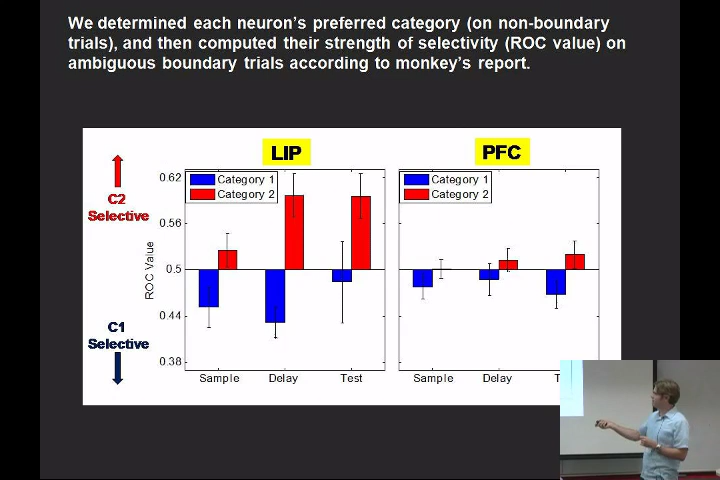 We determined each neuron's preferred category (on non-boundary
trials), and then computed their strength of selectivity (ROC value) on
ambiguous boundary trials according to monkey's report.
LIP
PFC
C2
Selective
C1
Selective
ROC Value
0.62
0.56
0.5
0.44
0.38
Category 1
Category 2
Category 1
Category 2
Sample
Delay
Test
Sample
Delay
T